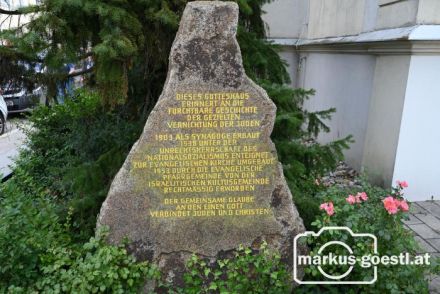 DIESES GOTTESHAUS
ERINNERT AN DIE
FURCHTBARE GESCHICHTE
DER GEZIELTEN
VERNICHTUNG DER JUDEN
1903 ALS SYNAGOGE ERBAUT
1938 UNTER DER
UNRECHTSHERRSCHAFT DES
NATIONALSOZIALISMUS ENTEIGNET
ZUR EVANGELISCHEN KIRCHE UMGEBAUT
1953 DURCH DIE EVANGELISCHE
PFARRGEMEINDE VON DER
ISRAELITISCHEN KULTUSGEMEINDE
RECHTMÄSSIG ERWORBEN
DER GEMEINSAME GLAUBE
AN DEN EINEN GOTT
VERBINDET JUDEN UND CHRISTEN
markus-goestl.at